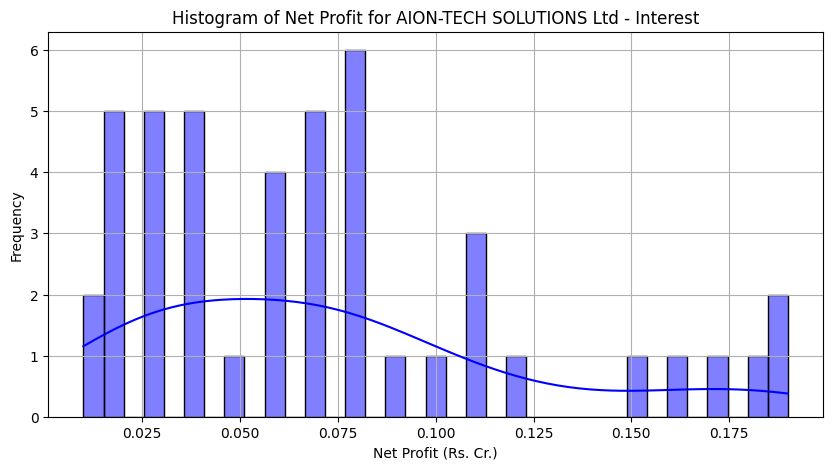 Histogram of Net Profit for AION-TECH SOLUTIONS Ltd - Interest
6
5
4
3
2
1
0
Frequency
0.025 0.050 0.075 0.100 0.125 0.150 0.175
Net Profit (Rs. Cr.)